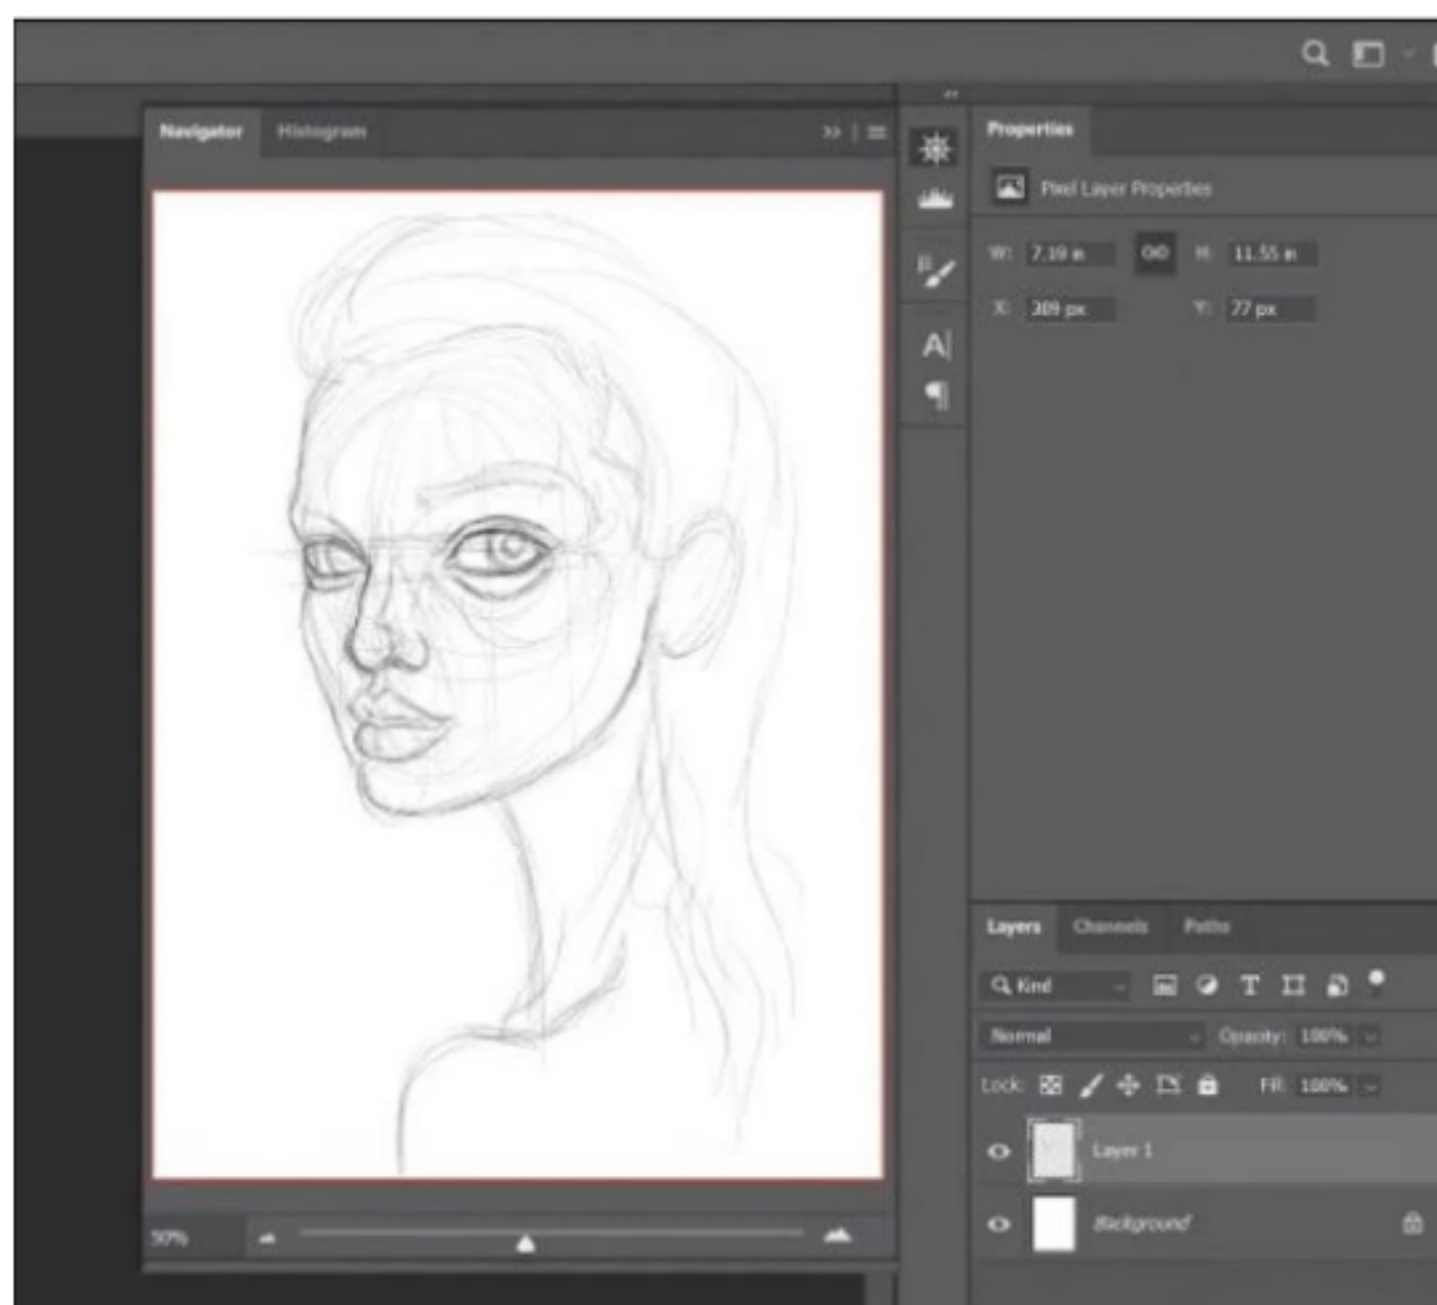 Navigator Histogram
Properties
Pixel Layer Properties
W: 7.19 in H: 11.55 in
X: 389 px Y: 77 px
A
Layers Channels Paths
Kind
Normal Opacity: 100%
Lock: Fill: 100%
Layer 1
Background
50%